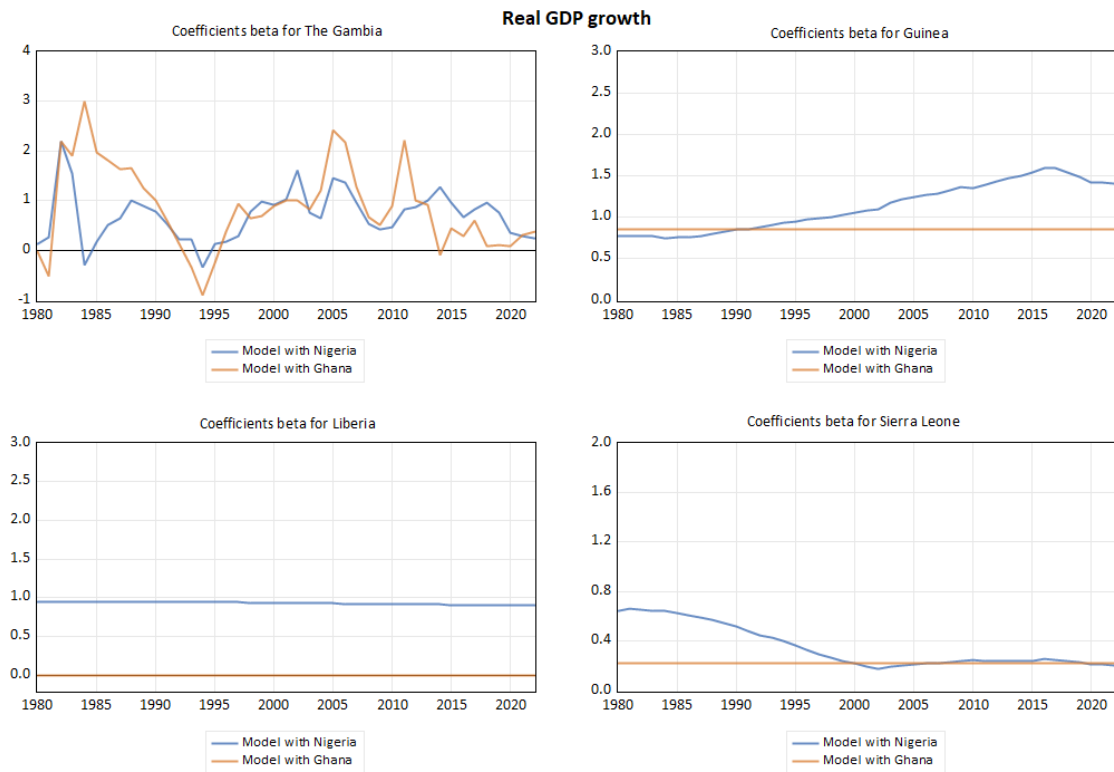 Real GDP growth
Coefficients beta for The Gambia
4
3
2
1
0
-1
1980 1985 1990 1995 2000 2005 2010 2015 2020
Model with Nigeria
Model with Ghana
Coefficients beta for Guinea
3.0
2.5
2.0
1.5
1.0
0.5
0.0
1980 1985 1990 1995 2000 2005 2010 2015 2020
Model with Nigeria
Model with Ghana
Coefficients beta for Liberia
3.0
2.5
2.0
1.5
1.0
0.5
0.0
1980 1985 1990 1995 2000 2005 2010 2015 2020
Model with Nigeria
Model with Ghana
Coefficients beta for Sierra Leone
2.0
1.6
1.2
0.8
0.4
0.0
1980 1985 1990 1995 2000 2005 2010 2015 2020
Model with Nigeria
Model with Ghana